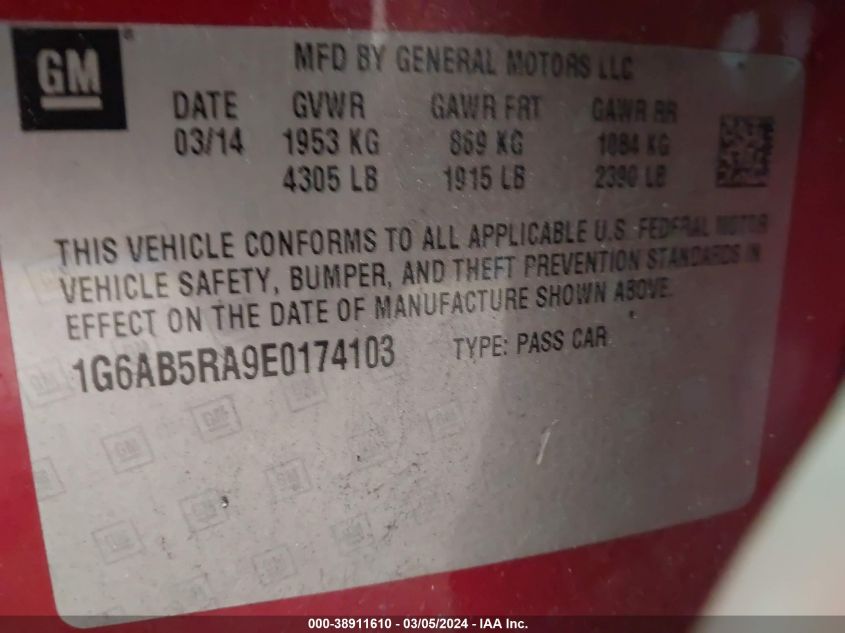 GM
MFD BY GENERAL MOTORS LLC
DATE GVWR GAWR FRT GAWR RR
03/14 1953 KG 869 KG 1084 KG
4305 LB 1915 LB 2390 LB
THIS VEHICLE CONFORMS TO ALL APPLICABLE U.S. FEDERAL MOTOR
VEHICLE SAFETY, BUMPER, AND THEFT PREVENTION STANDARDS IN
EFFECT ON THE DATE OF MANUFACTURE SHOWN ABOVE.
1G6AB5RA9E0174103 TYPE: PASS CAR
000-38911610 - 03/05/2024 - IAA Inc.